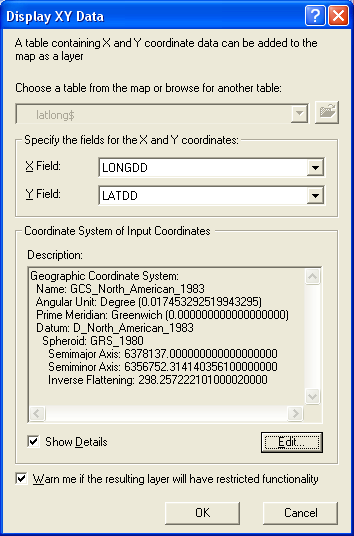 Display XY Data
A table containing X and Y coordinate data can be added to the
map as a layer
Choose a table from the map or browse for another table:
latlong$
Specify the fields for the X and Y coordinates:
X Field:
LONGDD
Y Field:
LATDD
Coordinate System of Input Coordinates
Description:
Geographic Coordinate System:
Name: GCS_North_American_1983
Angular Unit: Degree (0.017453292519943295)
Prime Meridian: Greenwich (0.000000000000000000)
Datum: D_North_American_1983
Spheroid: GRS_1980
Semimajor Axis: 6378137.000000000000000000
Semiminor Axis: 6356752.314140356100000000
Inverse Flattening: 298.257222101000020000
Show Details
Edit...
Warn me if the resulting layer will have restricted functionality
OK
Cancel